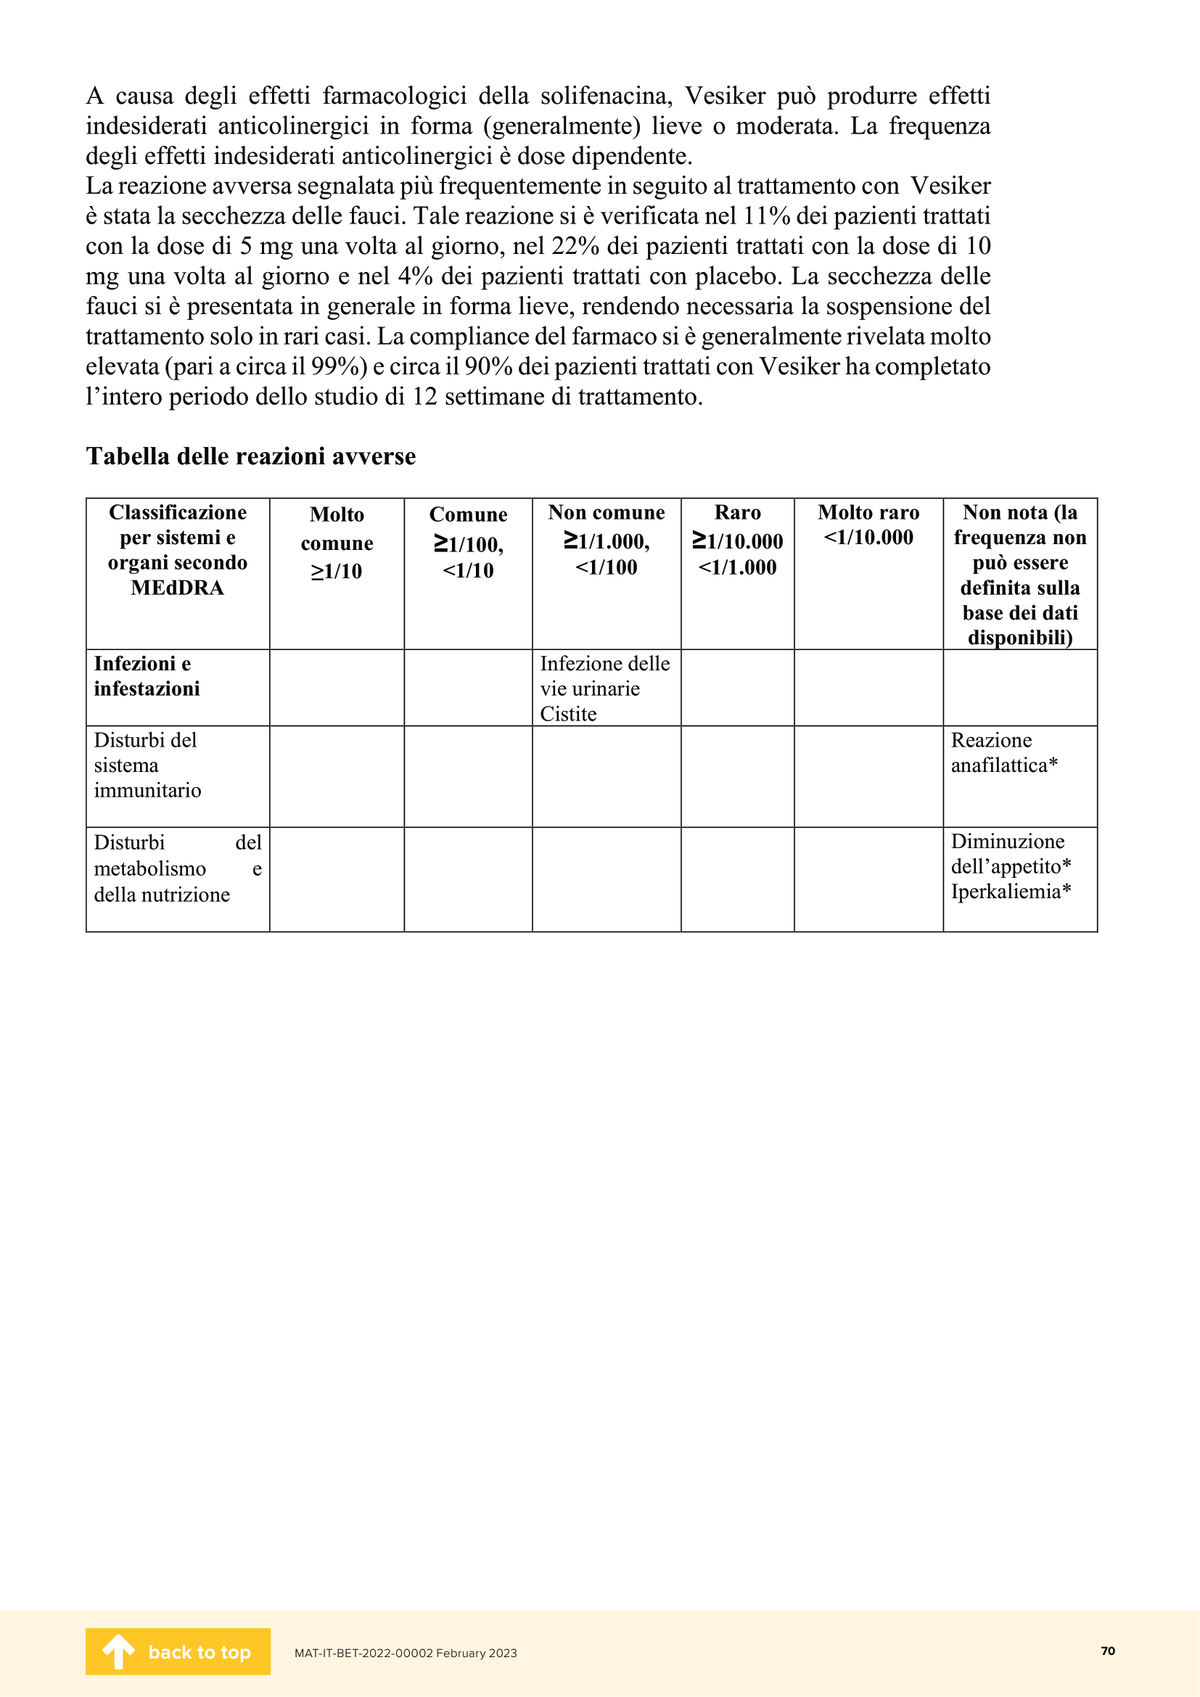 A causa degli effetti farmacologici della solifenacina, Vesiker può produrre effetti
indesiderati anticolinergici in forma (generalmente) lieve o moderata. La frequenza
degli effetti indesiderati anticolinergici è dose dipendente.
La reazione avversa segnalata più frequentemente in seguito al trattamento con Vesiker
è stata la secchezza delle fauci. Tale reazione si è verificata nel 11% dei pazienti trattati
con la dose di 5 mg una volta al giorno, nel 22% dei pazienti trattati con la dose di 10
mg una volta al giorno e nel 4% dei pazienti trattati con placebo. La secchezza delle
fauci si è presentata in generale in forma lieve, rendendo necessaria la sospensione del
trattamento solo in rari casi. La compliance del farmaco si è generalmente rivelata molto
elevata (pari a circa il 99%) e circa il 90% dei pazienti trattati con Vesiker ha completato
l’intero periodo dello studio di 12 settimane di trattamento.
Tabella delle reazioni avverse
Classificazione
per sistemi e
organi secondo
MEdDRA
Molto
comune
≥1/10
Comune
≥1/100,
<1/10
Non comune
≥1/1.000,
<1/100
Raro
≥1/10.000
<1/1.000
Molto raro
<1/10.000
Non nota (la
frequenza non
può essere
definita sulla
base dei dati
disponibili)
Infezioni e
infestazioni
Infezione delle
vie urinarie
Cistite
Disturbi del
sistema
immunitario
Reazione
anafilattica*
Disturbi del
metabolismo e
della nutrizione
Diminuzione
dell’appetito*
Iperkaliemia*
back to top
MAT-IT-BET-2022-00002 February 2023
70